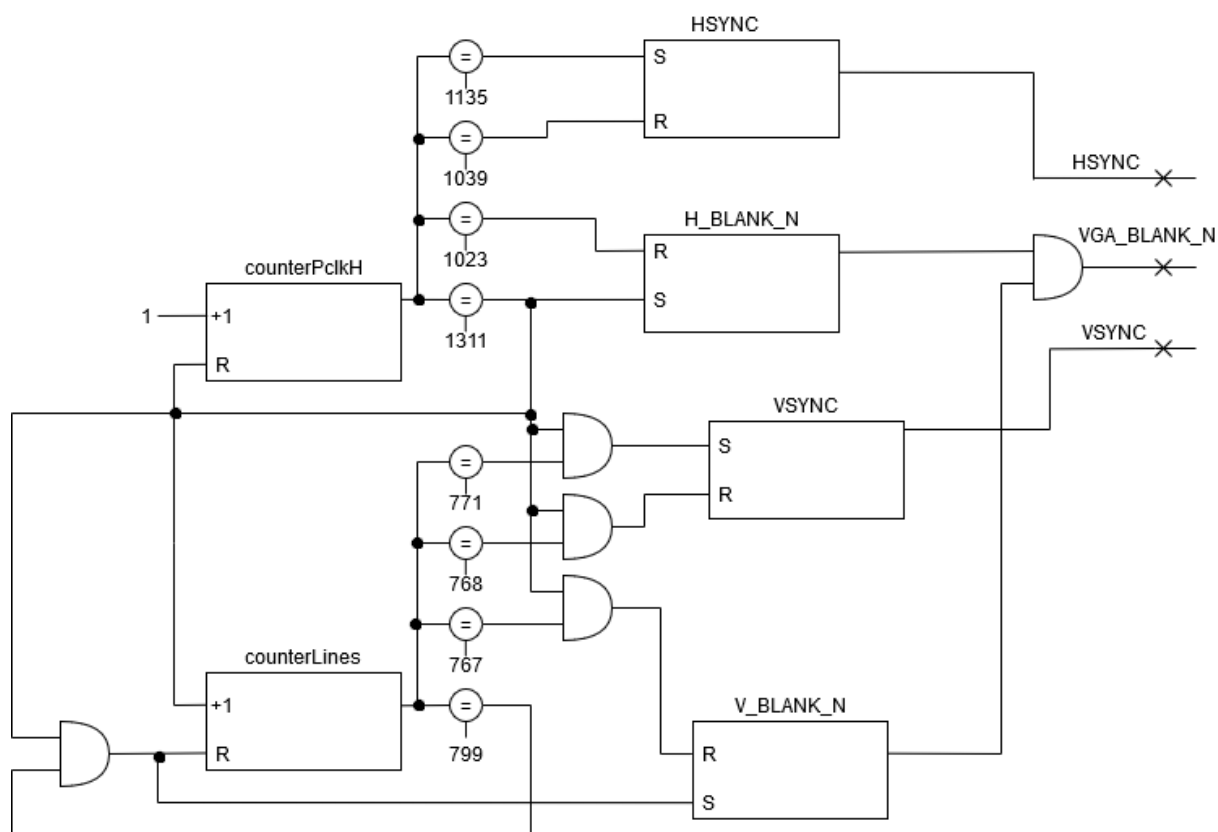 HSYNC
S
1135
=
R
1039
=
HSYNC
H_BLANK_N
VGA_BLANK_N
=
R
1023
counterPclkH
=
S
1311
1
+1
R
VSYNC
VSYNC
S
=
771
R
=
768
=
767
counterLines
+1
=
799
R
V_BLANK_N
R
S